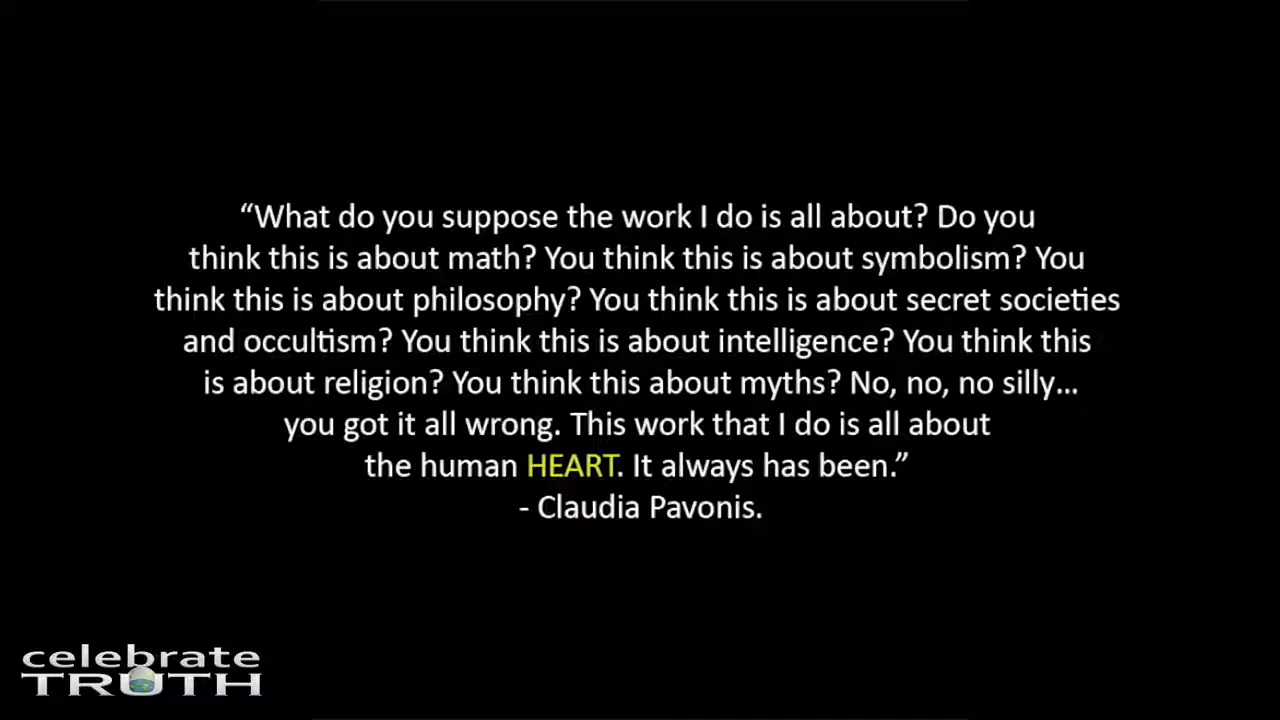 “What do you suppose the work I do is all about? Do you
think this is about math? You think this is about symbolism? You
think this is about philosophy? You think this is about secret societies
and occultism? You think this is about intelligence? You think this
is about religion? You think this about myths? No, no, no silly...
you got it all wrong. This work that I do is all about
the human HEART. It always has been.”
- Claudia Pavonis.
celebrate
TRUTH